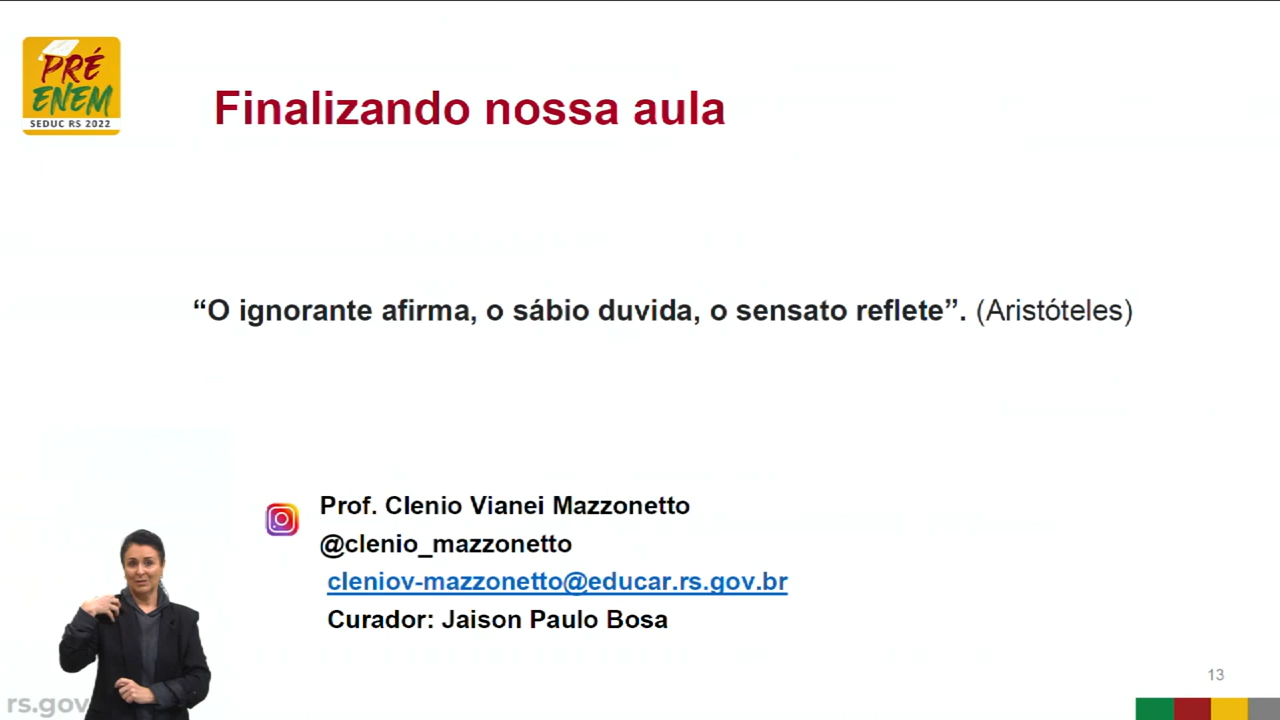 PRÉ
ENEM
SEDUC RS 2022
Finalizando nossa aula
“O ignorante afirma, o sábio duvida, o sensato reflete”. (Aristóteles)
Prof. Clenio Vianei Mazzonetto
@clenio_mazzonetto
cleniov-mazzonetto@educar.rs.gov.br
Curador: Jaison Paulo Bosa
13
rs.gov